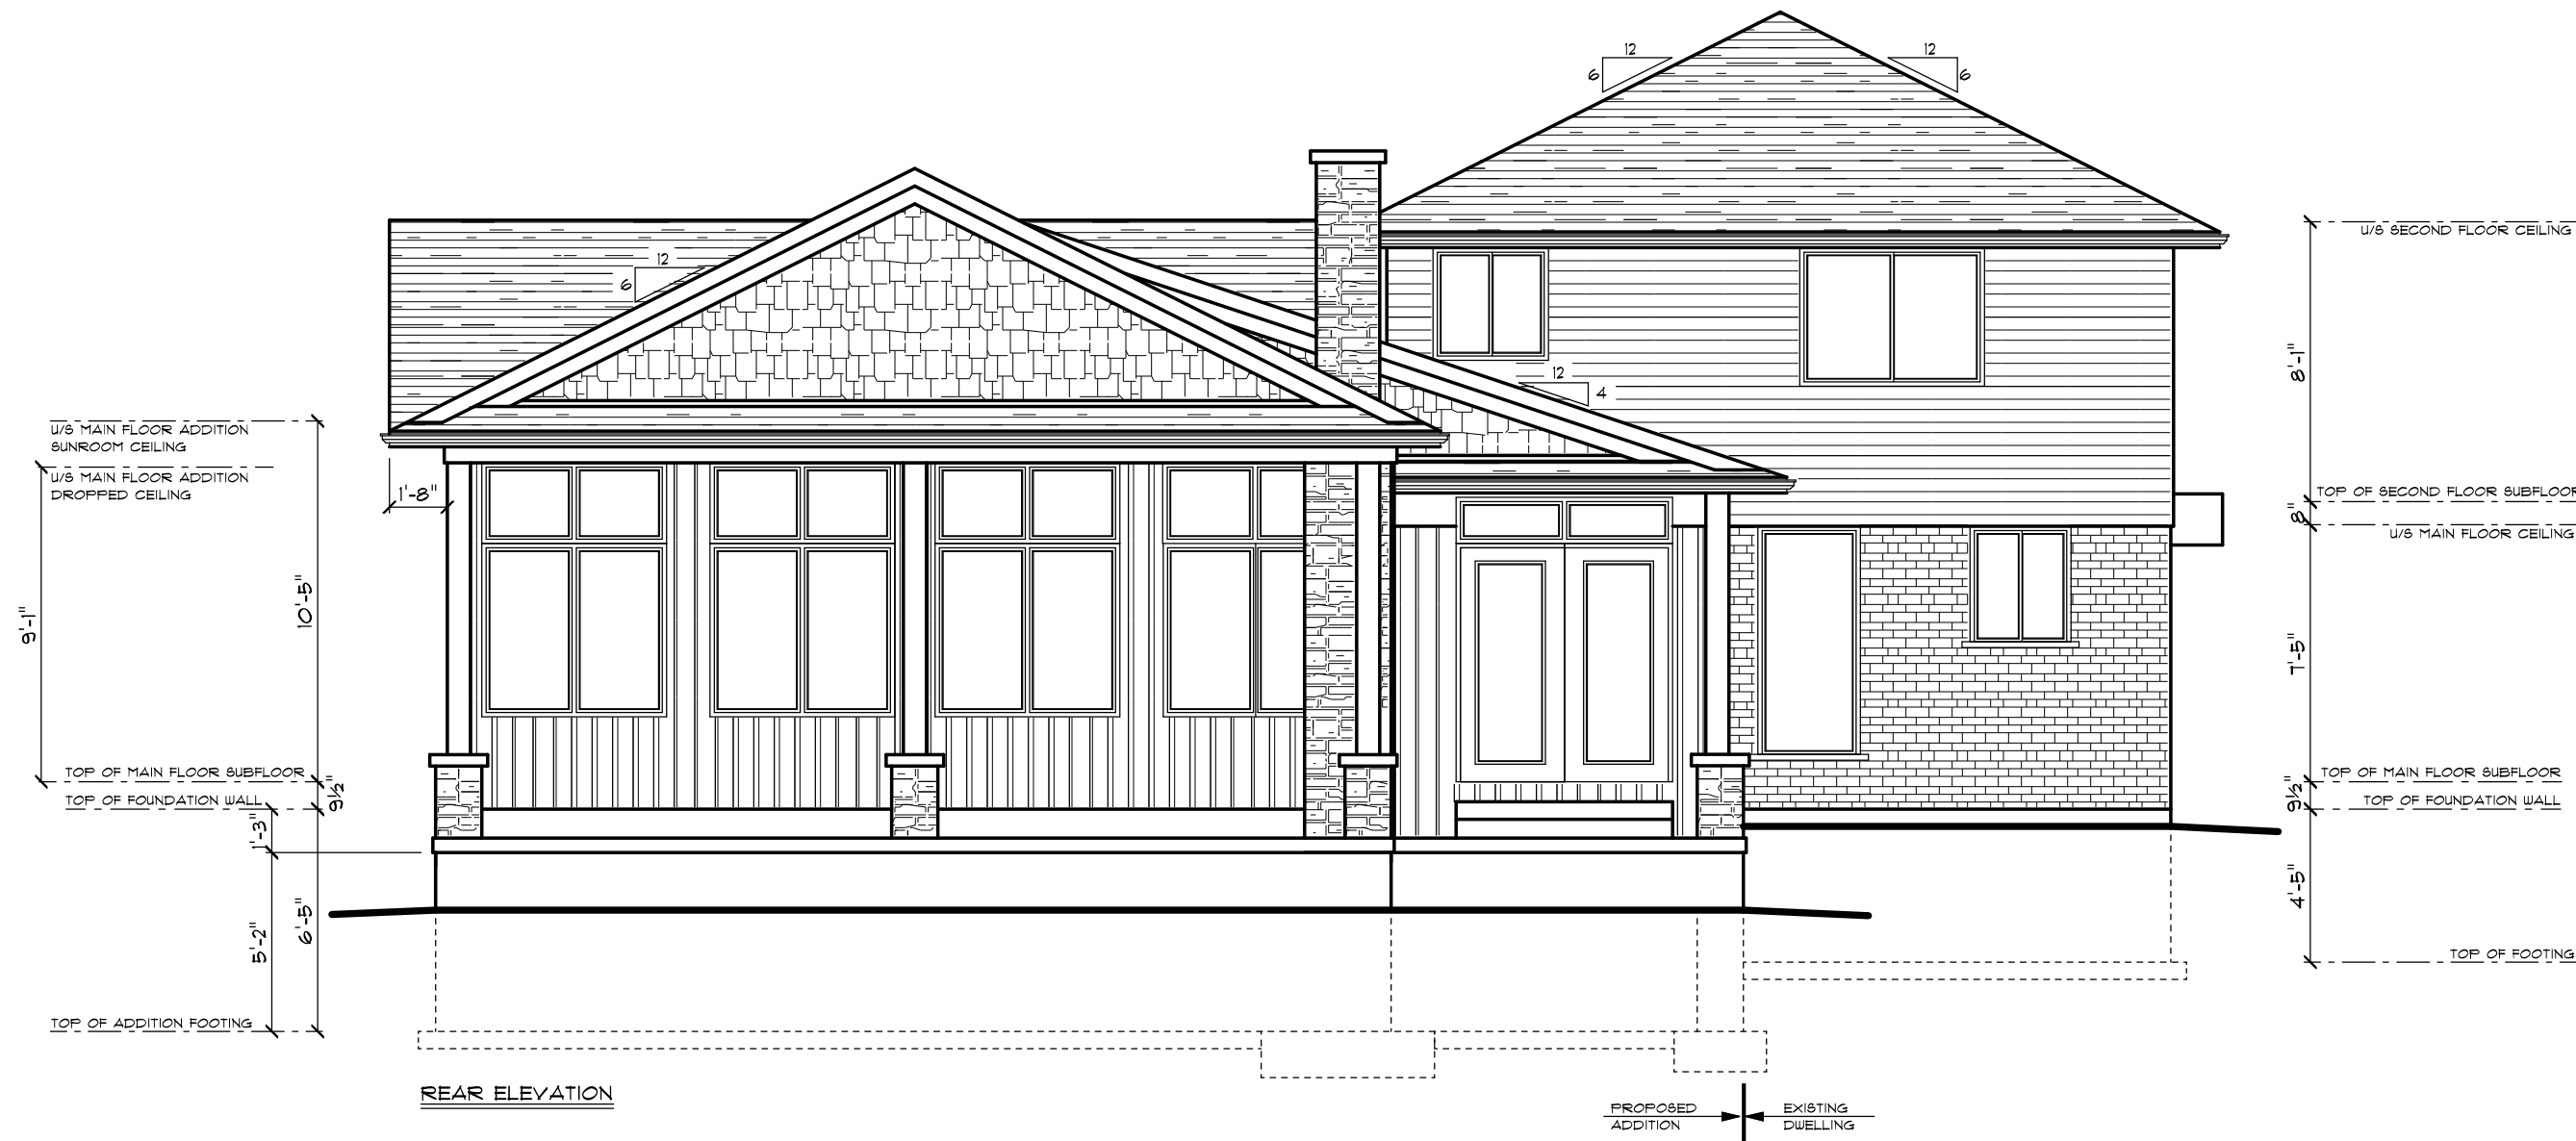 12
6
12
6
12
6
12
4
U/S SECOND FLOOR CEILING
8'-1"
TOP OF SECOND FLOOR SUBFLOOR
8"
U/S MAIN FLOOR CEILING
7'-5"
TOP OF MAIN FLOOR SUBFLOOR
9½"
TOP OF FOUNDATION WALL
4'-5"
TOP OF FOOTING
U/S MAIN FLOOR ADDITION
SUNROOM CEILING
U/S MAIN FLOOR ADDITION
DROPPED CEILING
1'-8"
9'-1"
10'-5"
TOP OF MAIN FLOOR SUBFLOOR
9½"
TOP OF FOUNDATION WALL
1'-3"
5'-2"
6'-5"
TOP OF ADDITION FOOTING
REAR ELEVATION
PROPOSED
ADDITION
EXISTING
DWELLING